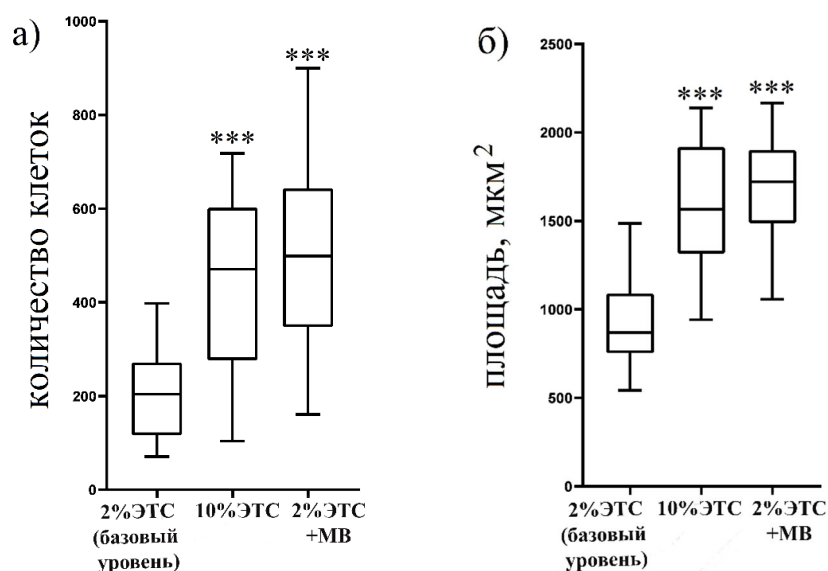 а)
количество клеток
1000
800
600
400
200
0
***
***
2%ЭТС
(базовый
уровень)
10%ЭТС
2%ЭТС
+МВ
б)
площадь, мкм²
2500
2000
1500
1000
500
0
***
***
2%ЭТС
(базовый
уровень)
10%ЭТС
2%ЭТС
+МВ